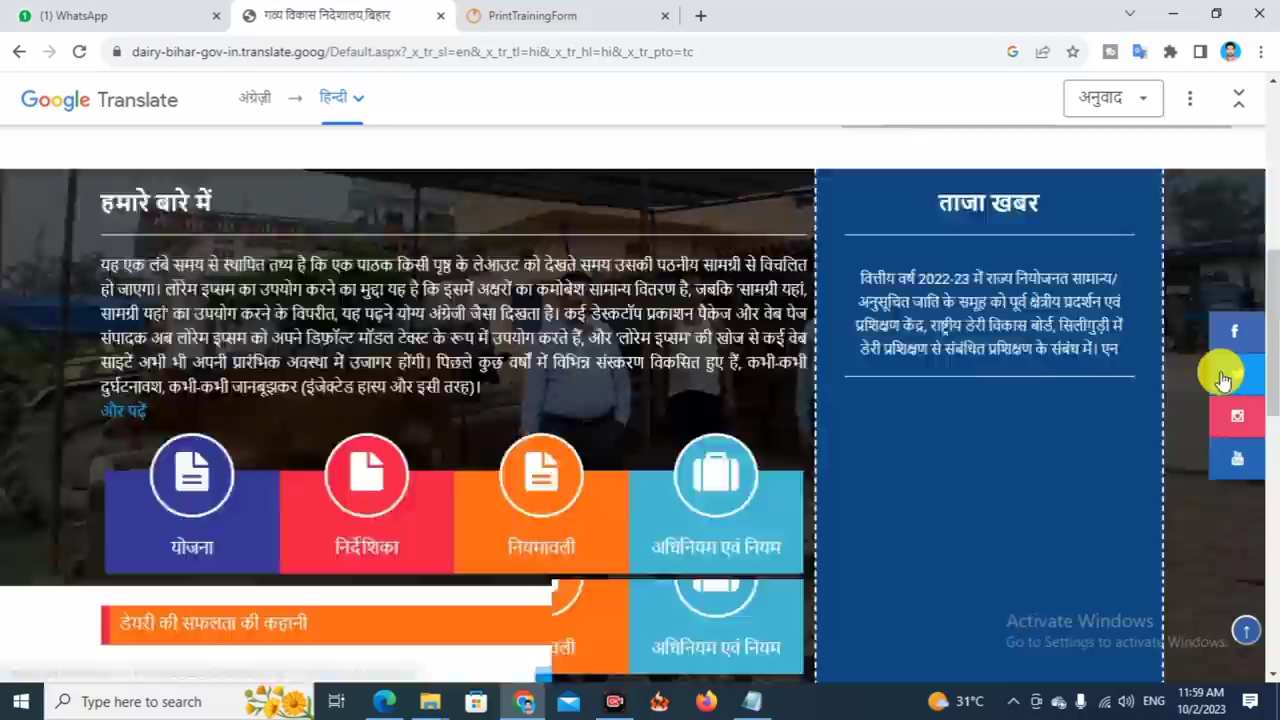 (1) WhatsApp
गव्य विकास निदेशालय,बिहार
PrintTrainingForm
dairy-bihar-gov-in.translate.goog/Default.aspx?_x_tr_sl=en&_x_tr_tl=hi&_x_tr_hl=hi&_x_tr_pto=tc
Google Translate
अंग्रेज़ी → हिन्दी
अनुवाद
हमारे बारे में
यह एक लंबे समय से स्थापित तथ्य है कि एक पाठक किसी पृष्ठ के लेआउट को देखते समय उसकी पठनीय सामग्री से विचलित
हो जाएगा। लोरेम इप्सम का उपयोग करने का मुद्दा यह है कि इसमें अक्षरों का कमोबेश सामान्य वितरण है, जबकि 'सामग्री यहां,
सामग्री यहां' का उपयोग करने के विपरीत, यह पढ़ने योग्य अंग्रेजी जैसा दिखता है। कई डेस्कटॉप प्रकाशन पैकेज और वेब पेज
संपादक अब लोरेम इप्सम को अपने डिफ़ॉल्ट मॉडल टेक्स्ट के रूप में उपयोग करते हैं, और 'लोरेम इप्सम' की खोज से कई वेब
साइटें अभी भी अपनी प्रारंभिक अवस्था में उजागर होंगी। पिछले कुछ वर्षों में विभिन्न संस्करण विकसित हुए हैं, कभी-कभी
दुर्घटनावश, कभी-कभी जानबूझकर (इंजेक्टेड हास्य और इसी तरह)।
और पढ़ें
योजना
निर्देशिका
नियमावली
अधिनियम एवं नियम
ताजा खबर
वित्तीय वर्ष 2022-23 में राज्य नियोजनत सामान्य/
अनुसूचित जाति के समूह को पूर्व क्षेत्रीय प्रदर्शन एवं
प्रशिक्षण केंद्र, राष्ट्रीय डेरी विकास बोर्ड, सिलीगुड़ी में
डेरी प्रशिक्षण से संबंधित प्रशिक्षण के संबंध में। एन
डेयरी की सफलता की कहानी
वली
अधिनियम एवं नियम
Activate Windows
Go to Settings to activate Windows.
Type here to search
31°C
ENG
11:59 AM
10/2/2023